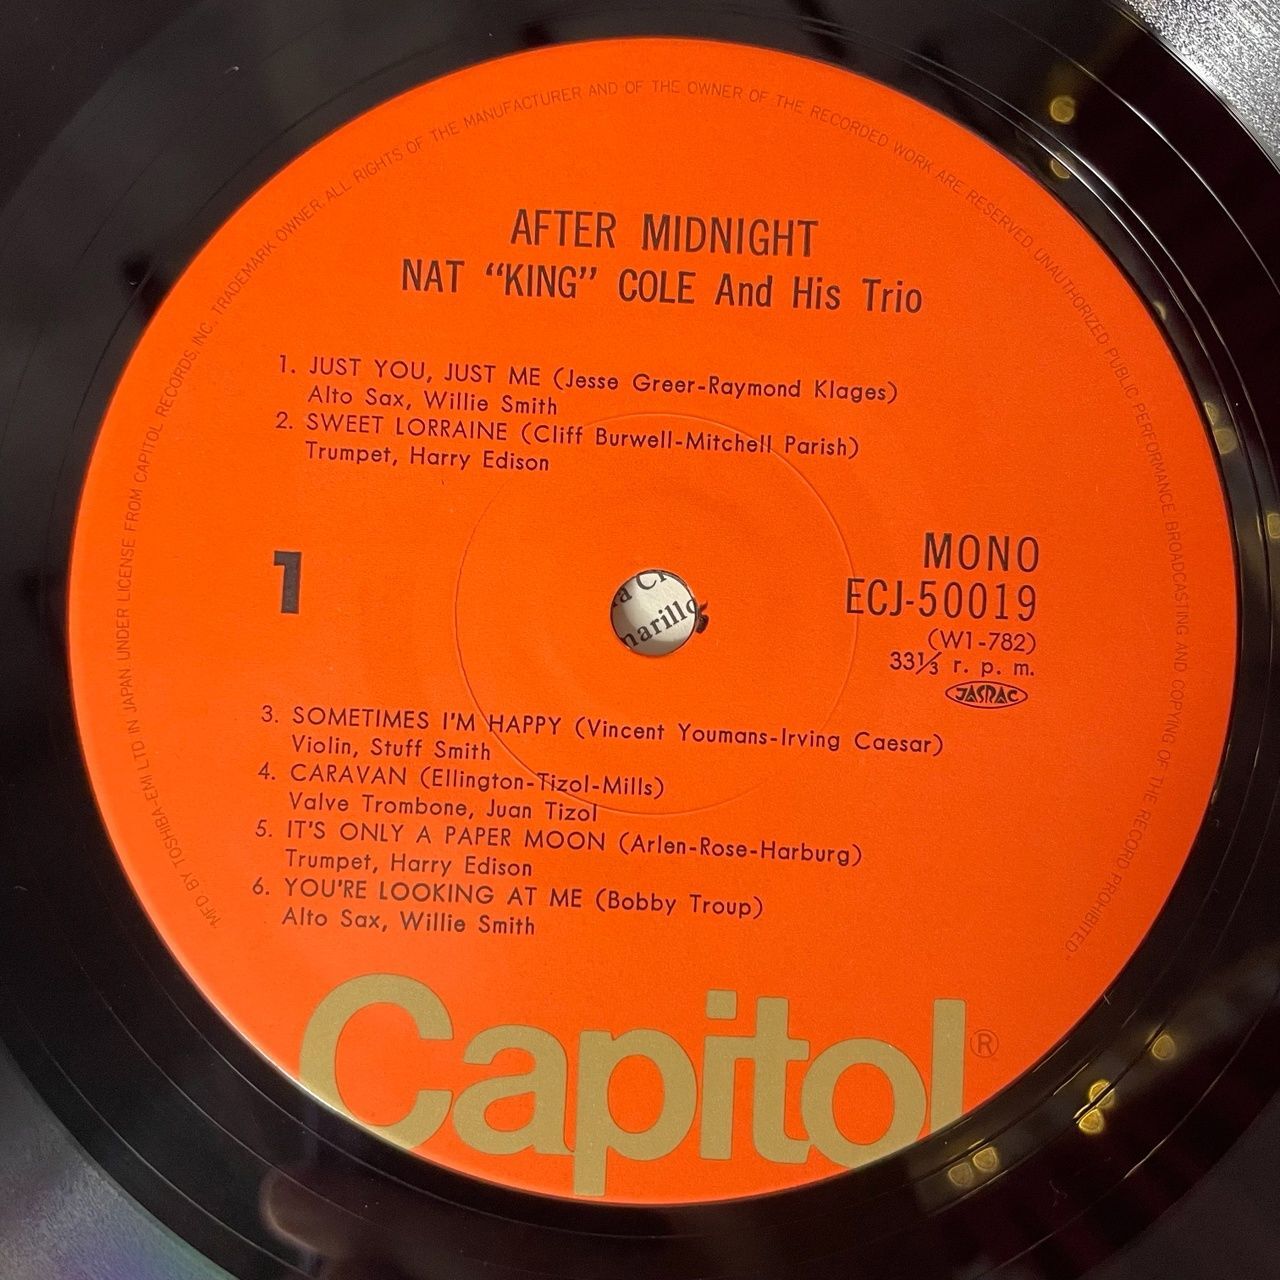 MFD BY TOSHIBA-EMI LTD IN JAPAN UNDER LICENSE FROM CAPITOL RECORDS, INC. TRADEMARK OWNER. ALL RIGHTS OF THE MANUFACTURER AND OF THE OWNER OF THE RECORDED WORK ARE RESERVED. UNAUTHORIZED PUBLIC PERFORMANCE BROADCASTING AND COPYING OF THE RECORD PROHIBITED"
AFTER MIDNIGHT
NAT “KING” COLE And His Trio
1. JUST YOU, JUST ME (Jesse Greer-Raymond Klages)
Alto Sax, Willie Smith
2. SWEET LORRAINE (Cliff Burwell-Mitchell Parish)
Trumpet, Harry Edison
1
MONO
ECJ-50019
(W1-782)
33⅓ r. p. m.
JASRAC
narillo
3. SOMETIMES I'M HAPPY (Vincent Youmans-Irving Caesar)
Violin, Stuff Smith
4. CARAVAN (Ellington-Tizol-Mills)
Valve Trombone, Juan Tizol
5. IT'S ONLY A PAPER MOON (Arlen-Rose-Harburg)
Trumpet, Harry Edison
6. YOU'RE LOOKING AT ME (Bobby Troup)
Alto Sax, Willie Smith
Capitol®